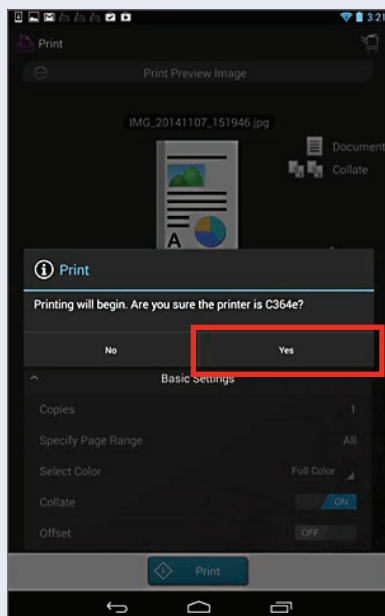 3:21
Print
Print Preview Image
IMG_20141107_151946.jpg
Document
Collate
A
Print
Printing will begin. Are you sure the printer is C364e?
No
Yes
Basic Settings
Copies
1
Specify Page Range
All
Select Color
Full Color
Collate
ON
Offset
OFF
Print